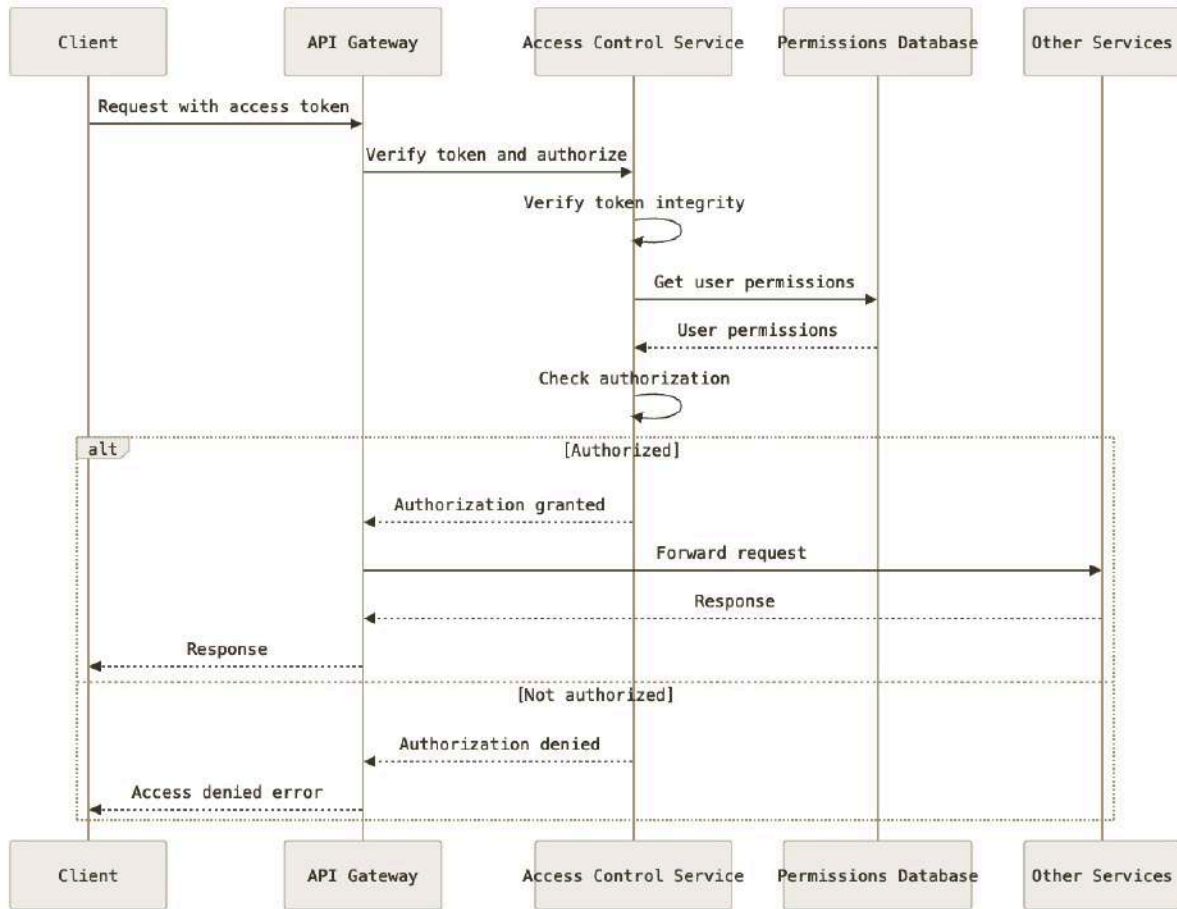 Client API Gateway Access Control Service Permissions Database Other Services
Request with access token
Verify token and authorize
Verify token integrity
Get user permissions
User permissions
Check authorization
alt [Authorized]
Authorization granted
Forward request
Response
Response
[Not authorized]
Authorization denied
Access denied error
Client API Gateway Access Control Service Permissions Database Other Services